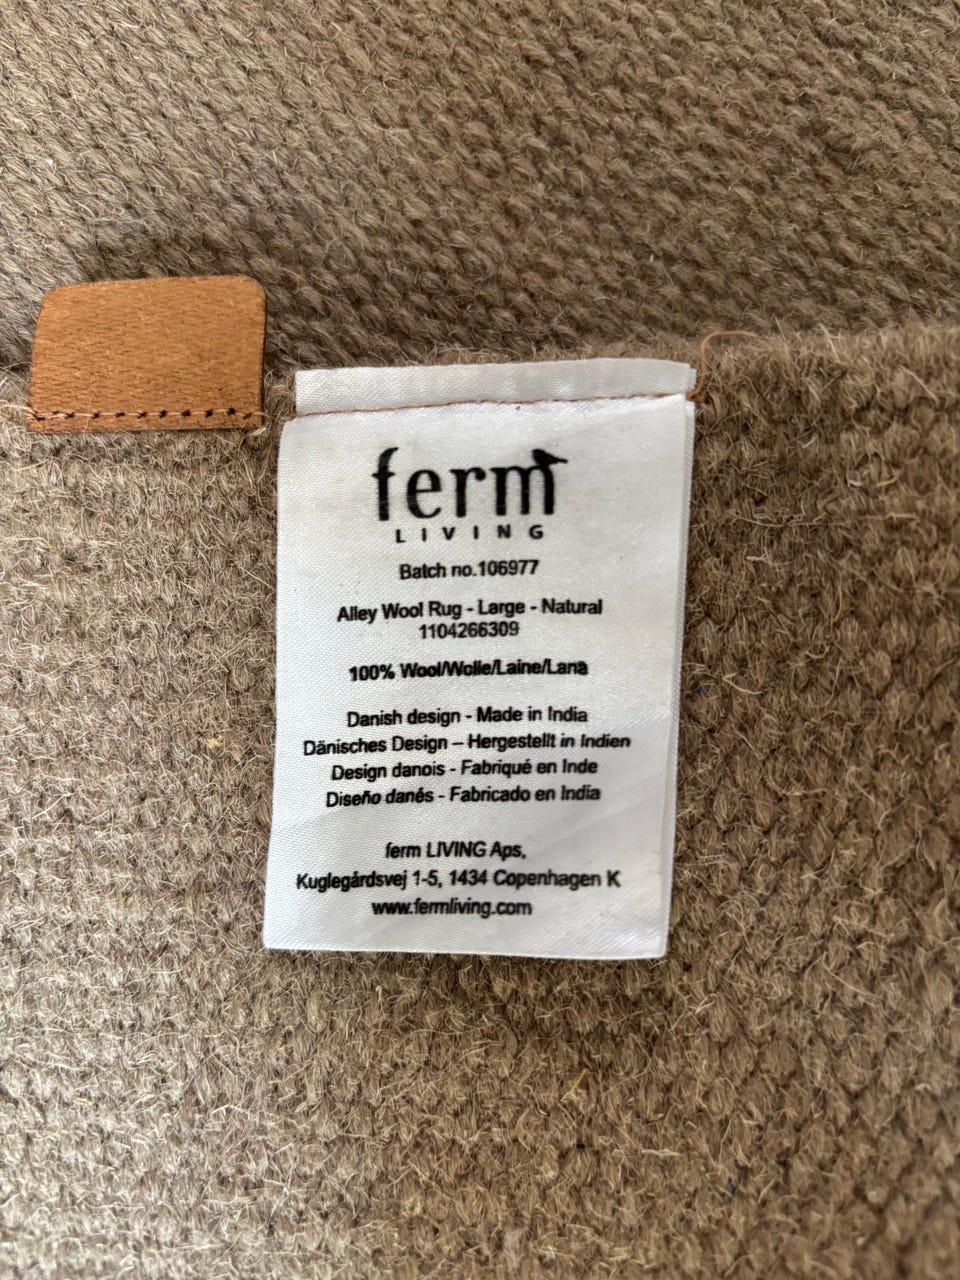 ferm
LIVING
Batch no.106977
Alley Wool Rug - Large - Natural
1104266309
100% Wool/Wolle/Laine/Lana
Danish design - Made in India
Dänisches Design – Hergestellt in Indien
Design danois - Fabriqué en Inde
Diseño danés - Fabricado en India
ferm LIVING Aps,
Kuglegårdsvej 1-5, 1434 Copenhagen K
www.fermliving.com